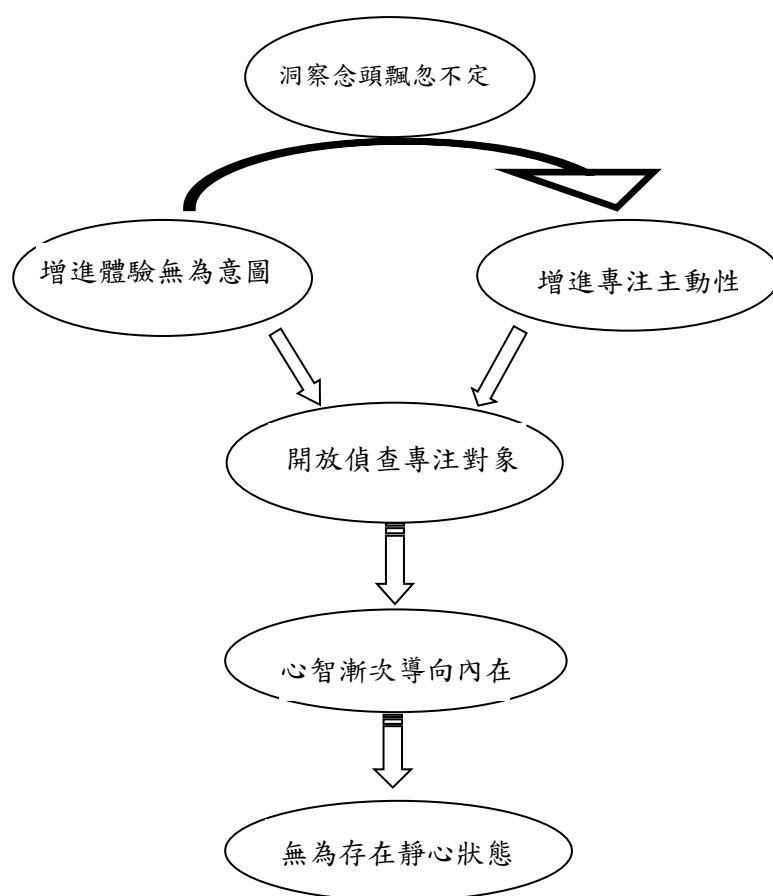 洞察念頭飄忽不定
增進體驗無為意圖
增進專注主動性
開放偵查專注對象
心智漸次導向內在
無為存在靜心狀態